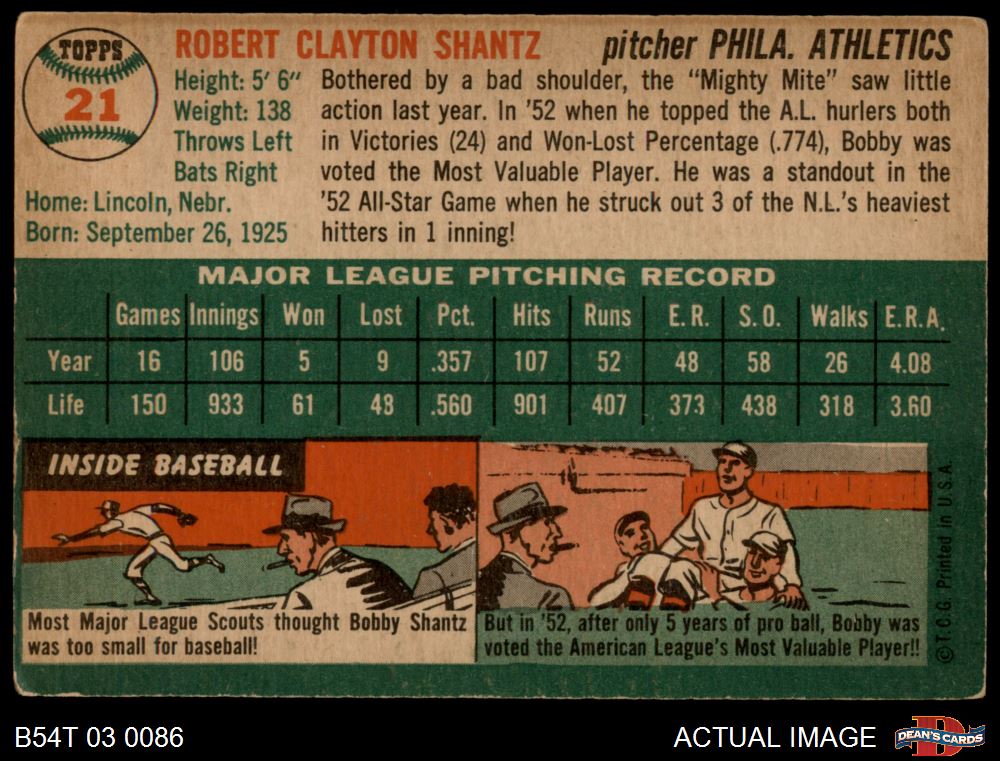 TOPPS
21
ROBERT CLAYTON SHANTZ pitcher PHILA. ATHLETICS
Height: 5' 6"
Weight: 138
Throws Left
Bats Right
Home: Lincoln, Nebr.
Born: September 26, 1925
Bothered by a bad shoulder, the "Mighty Mite" saw little
action last year. In '52 when he topped the A.L. hurlers both
in Victories (24) and Won-Lost Percentage (.774), Bobby was
voted the Most Valuable Player. He was a standout in the
'52 All-Star Game when he struck out 3 of the N.L.'s heaviest
hitters in 1 inning!
MAJOR LEAGUE PITCHING RECORD
Games Innings Won Lost Pct. Hits Runs E.R. S.O. Walks E.R.A.
Year 16 106 5 9 .357 107 52 48 58 26 4.08
Life 150 933 61 48 .560 901 407 373 438 318 3.60
INSIDE BASEBALL
Most Major League Scouts thought Bobby Shantz
was too small for baseball!
But in '52, after only 5 years of pro ball, Bobby was
voted the American League's Most Valuable Player!!
© T.C.G. Printed in U.S.A.
B54T 03 0086
ACTUAL IMAGE
DEAN'S CARDS